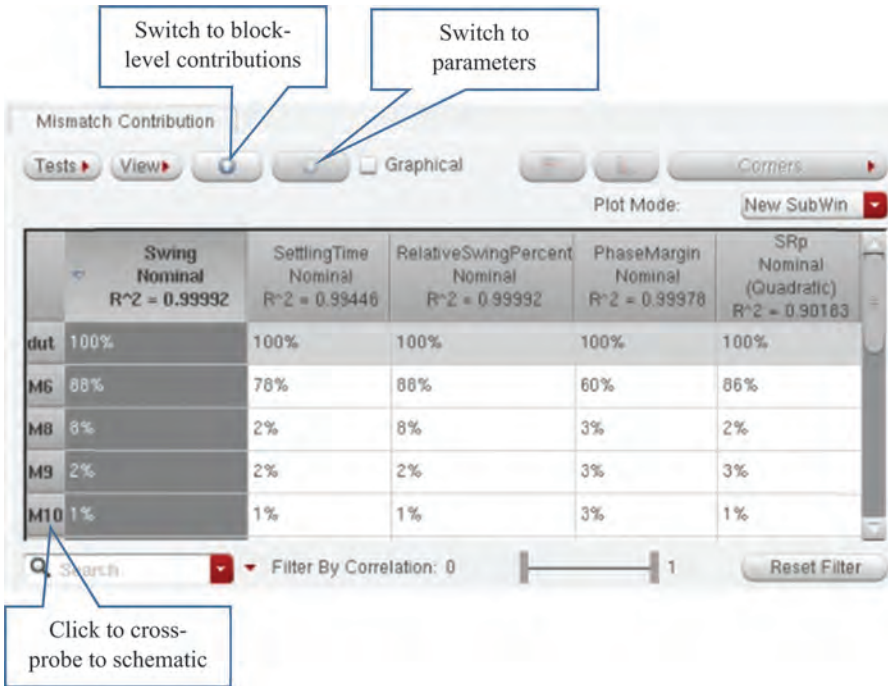 Switch to block-
level contributions
Switch to
parameters
Mismatch Contribution
Tests View Graphical Corners
Plot Mode: New SubWin
Swing
Nominal
R^2 = 0.99992
SettlingTime
Nominal
R^2 = 0.99446
RelativeSwingPercent
Nominal
R^2 = 0.99992
PhaseMargin
Nominal
R^2 = 0.99978
SRp
Nominal
(Quadratic)
R^2 = 0.90183
dut 100% 100% 100% 100% 100%
M6 88% 78% 88% 60% 86%
M8 8% 2% 8% 3% 2%
M9 2% 2% 2% 3% 3%
M10 1% 1% 1% 3% 1%
Search Filter By Correlation: 0 1 Reset Filter
Click to cross-
probe to schematic